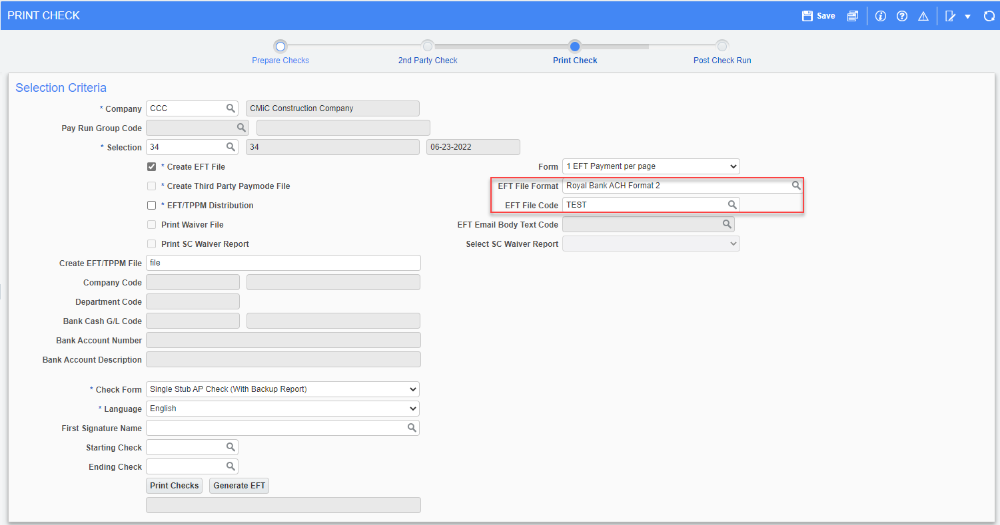 PRINT CHECK Save
Prepare Checks 2nd Party Check Print Check Post Check Run
Selection Criteria
* Company CCC CMiC Construction Company
Pay Run Group Code
* Selection 34 34 06-23-2022
* Create EFT File Form 1 EFT Payment per page
* Create Third Party Paymode File EFT File Format Royal Bank ACH Format 2
* EFT/TPPM Distribution EFT File Code TEST
Print Waiver File EFT Email Body Text Code
Print SC Waiver Report Select SC Waiver Report
Create EFT/TPPM File file
Company Code
Department Code
Bank Cash G/L Code
Bank Account Number
Bank Account Description
* Check Form Single Stub AP Check (With Backup Report)
* Language English
First Signature Name
Starting Check
Ending Check
Print Checks Generate EFT